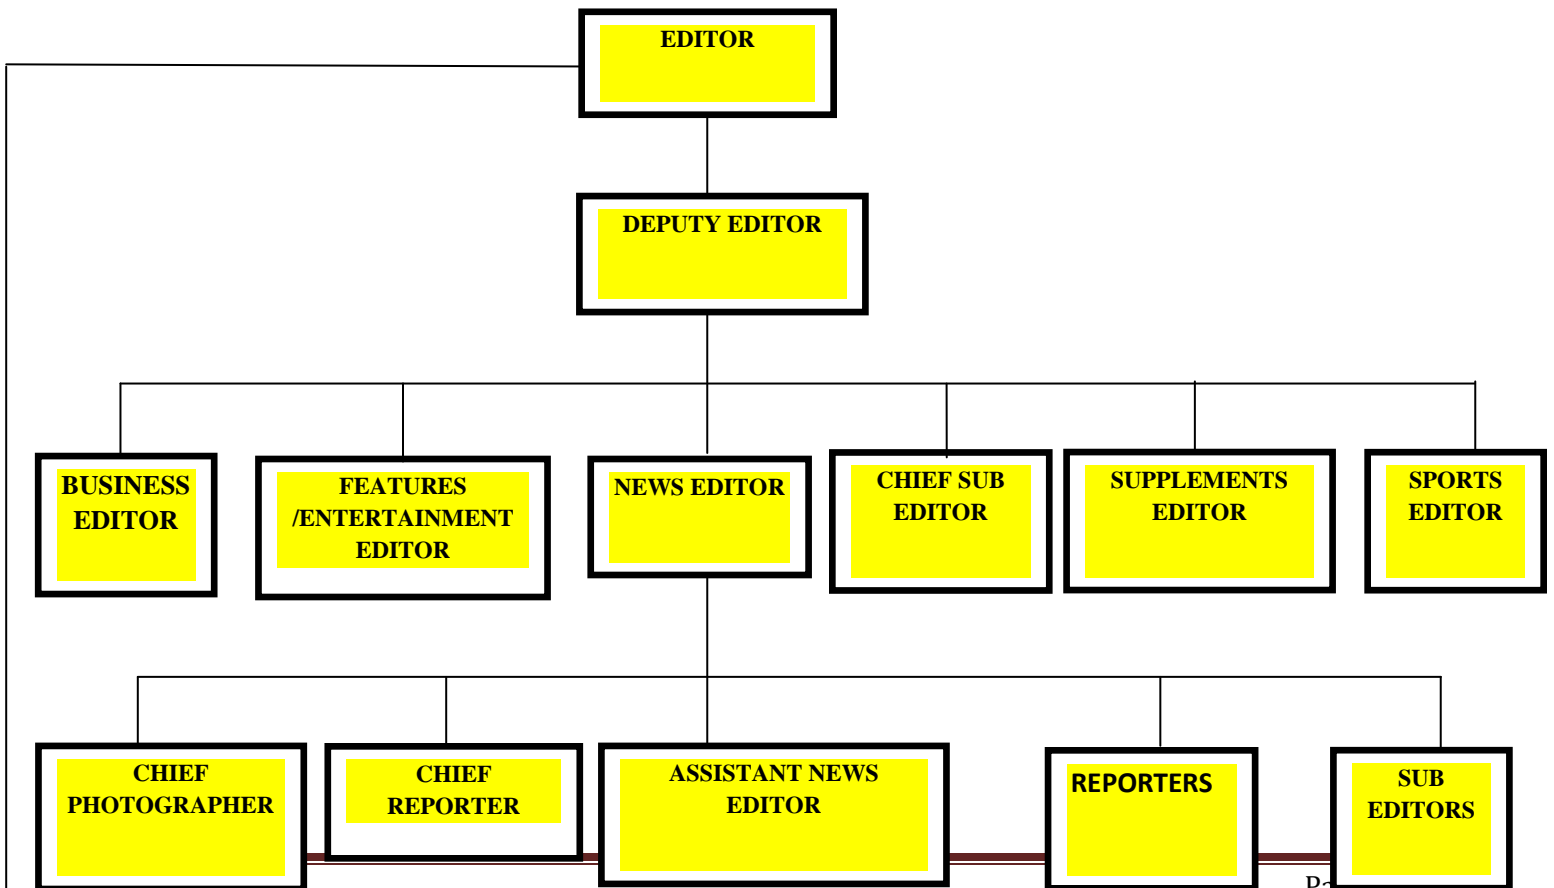 EDITOR
DEPUTY EDITOR
BUSINESS
EDITOR
FEATURES
/ENTERTAINMENT
EDITOR
NEWS EDITOR
CHIEF SUB
EDITOR
SUPPLEMENTS
EDITOR
SPORTS
EDITOR
CHIEF
PHOTOGRAPHER
CHIEF
REPORTER
ASSISTANT NEWS
EDITOR
REPORTERS
SUB
EDITORS